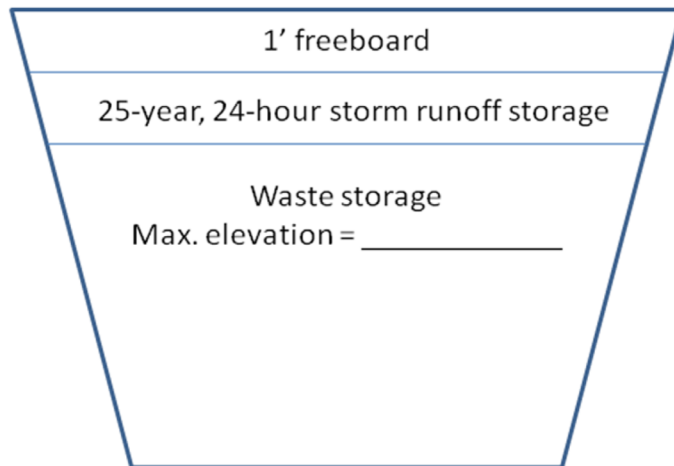 1’ freeboard
25-year, 24-hour storm runoff storage
Waste storage
Max. elevation = _____________